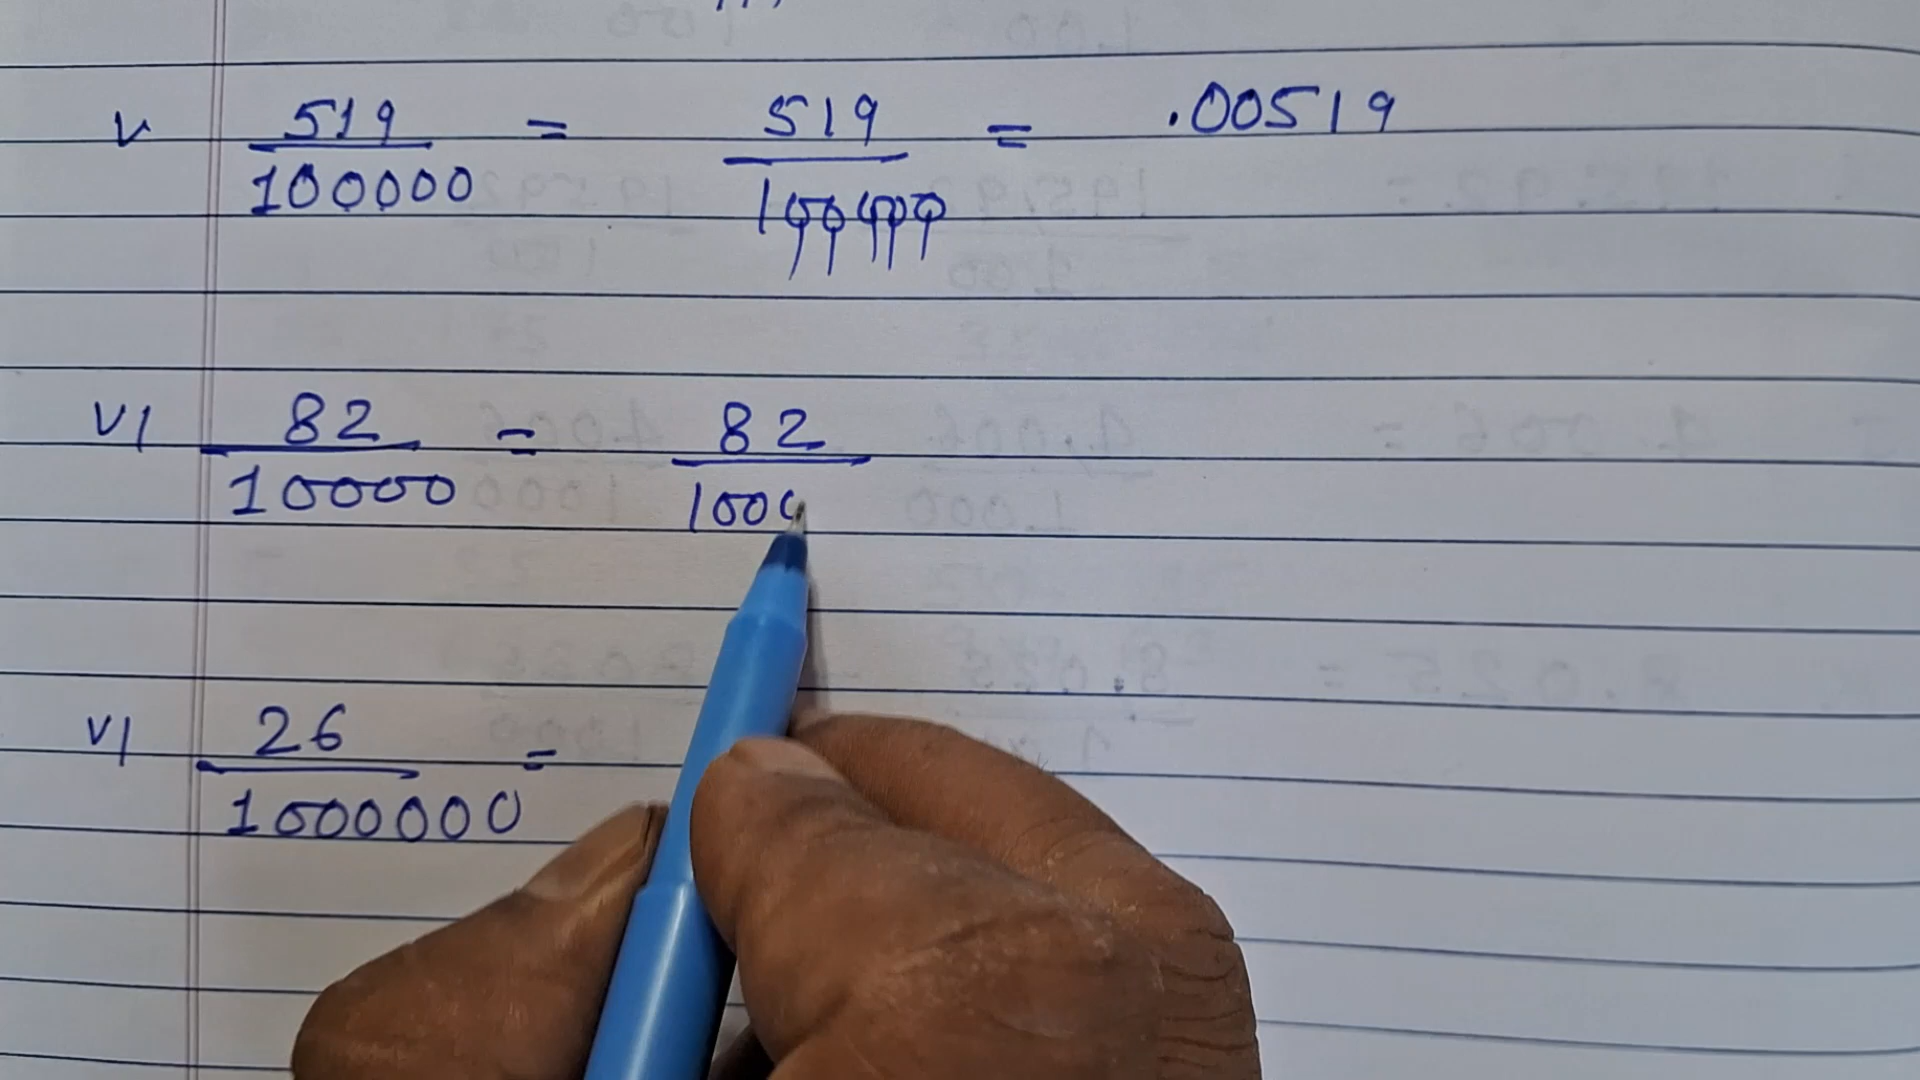 V 519/100000 = 519/100000 = .00519
VI 82/10000 = 82/100
VI 26/1000000 =